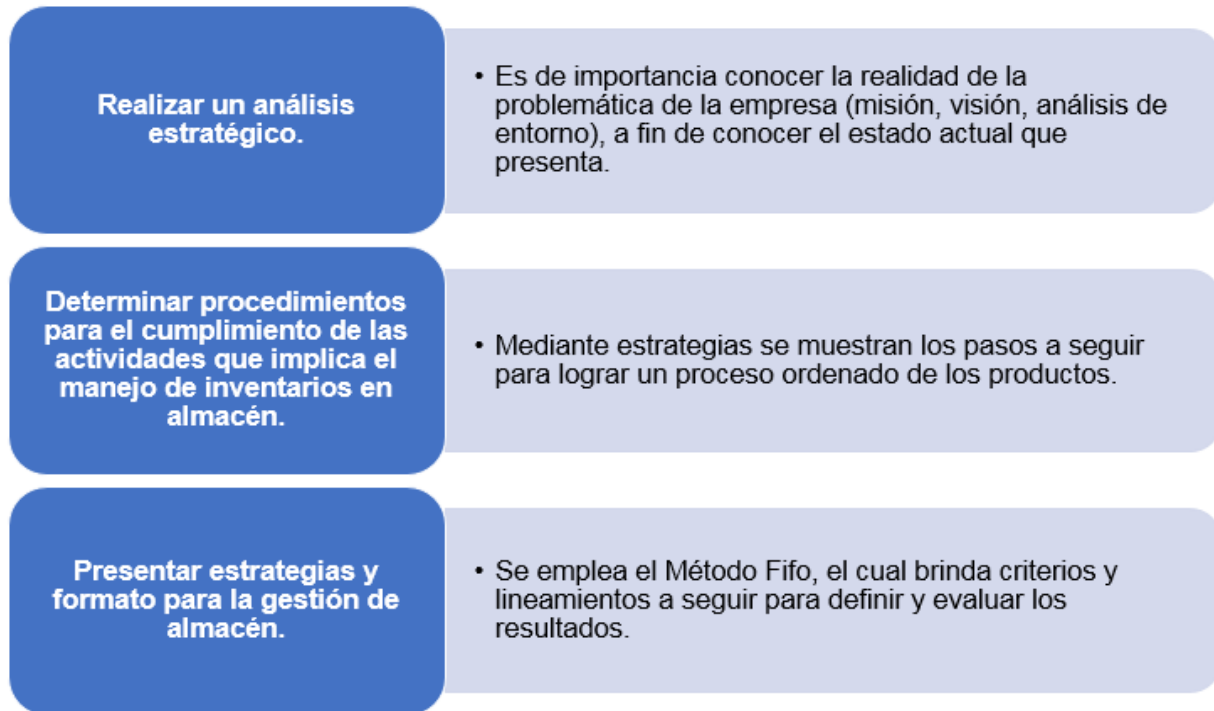 Realizar un análisis
estratégico.
• Es de importancia conocer la realidad de la
problemática de la empresa (misión, visión, análisis de
entorno), a fin de conocer el estado actual que
presenta.
Determinar procedimientos
para el cumplimiento de las
actividades que implica el
manejo de inventarios en
almacén.
• Mediante estrategias se muestran los pasos a seguir
para lograr un proceso ordenado de los productos.
Presentar estrategias y
formato para la gestión de
almacén.
• Se emplea el Método Fifo, el cual brinda criterios y
lineamientos a seguir para definir y evaluar los
resultados.